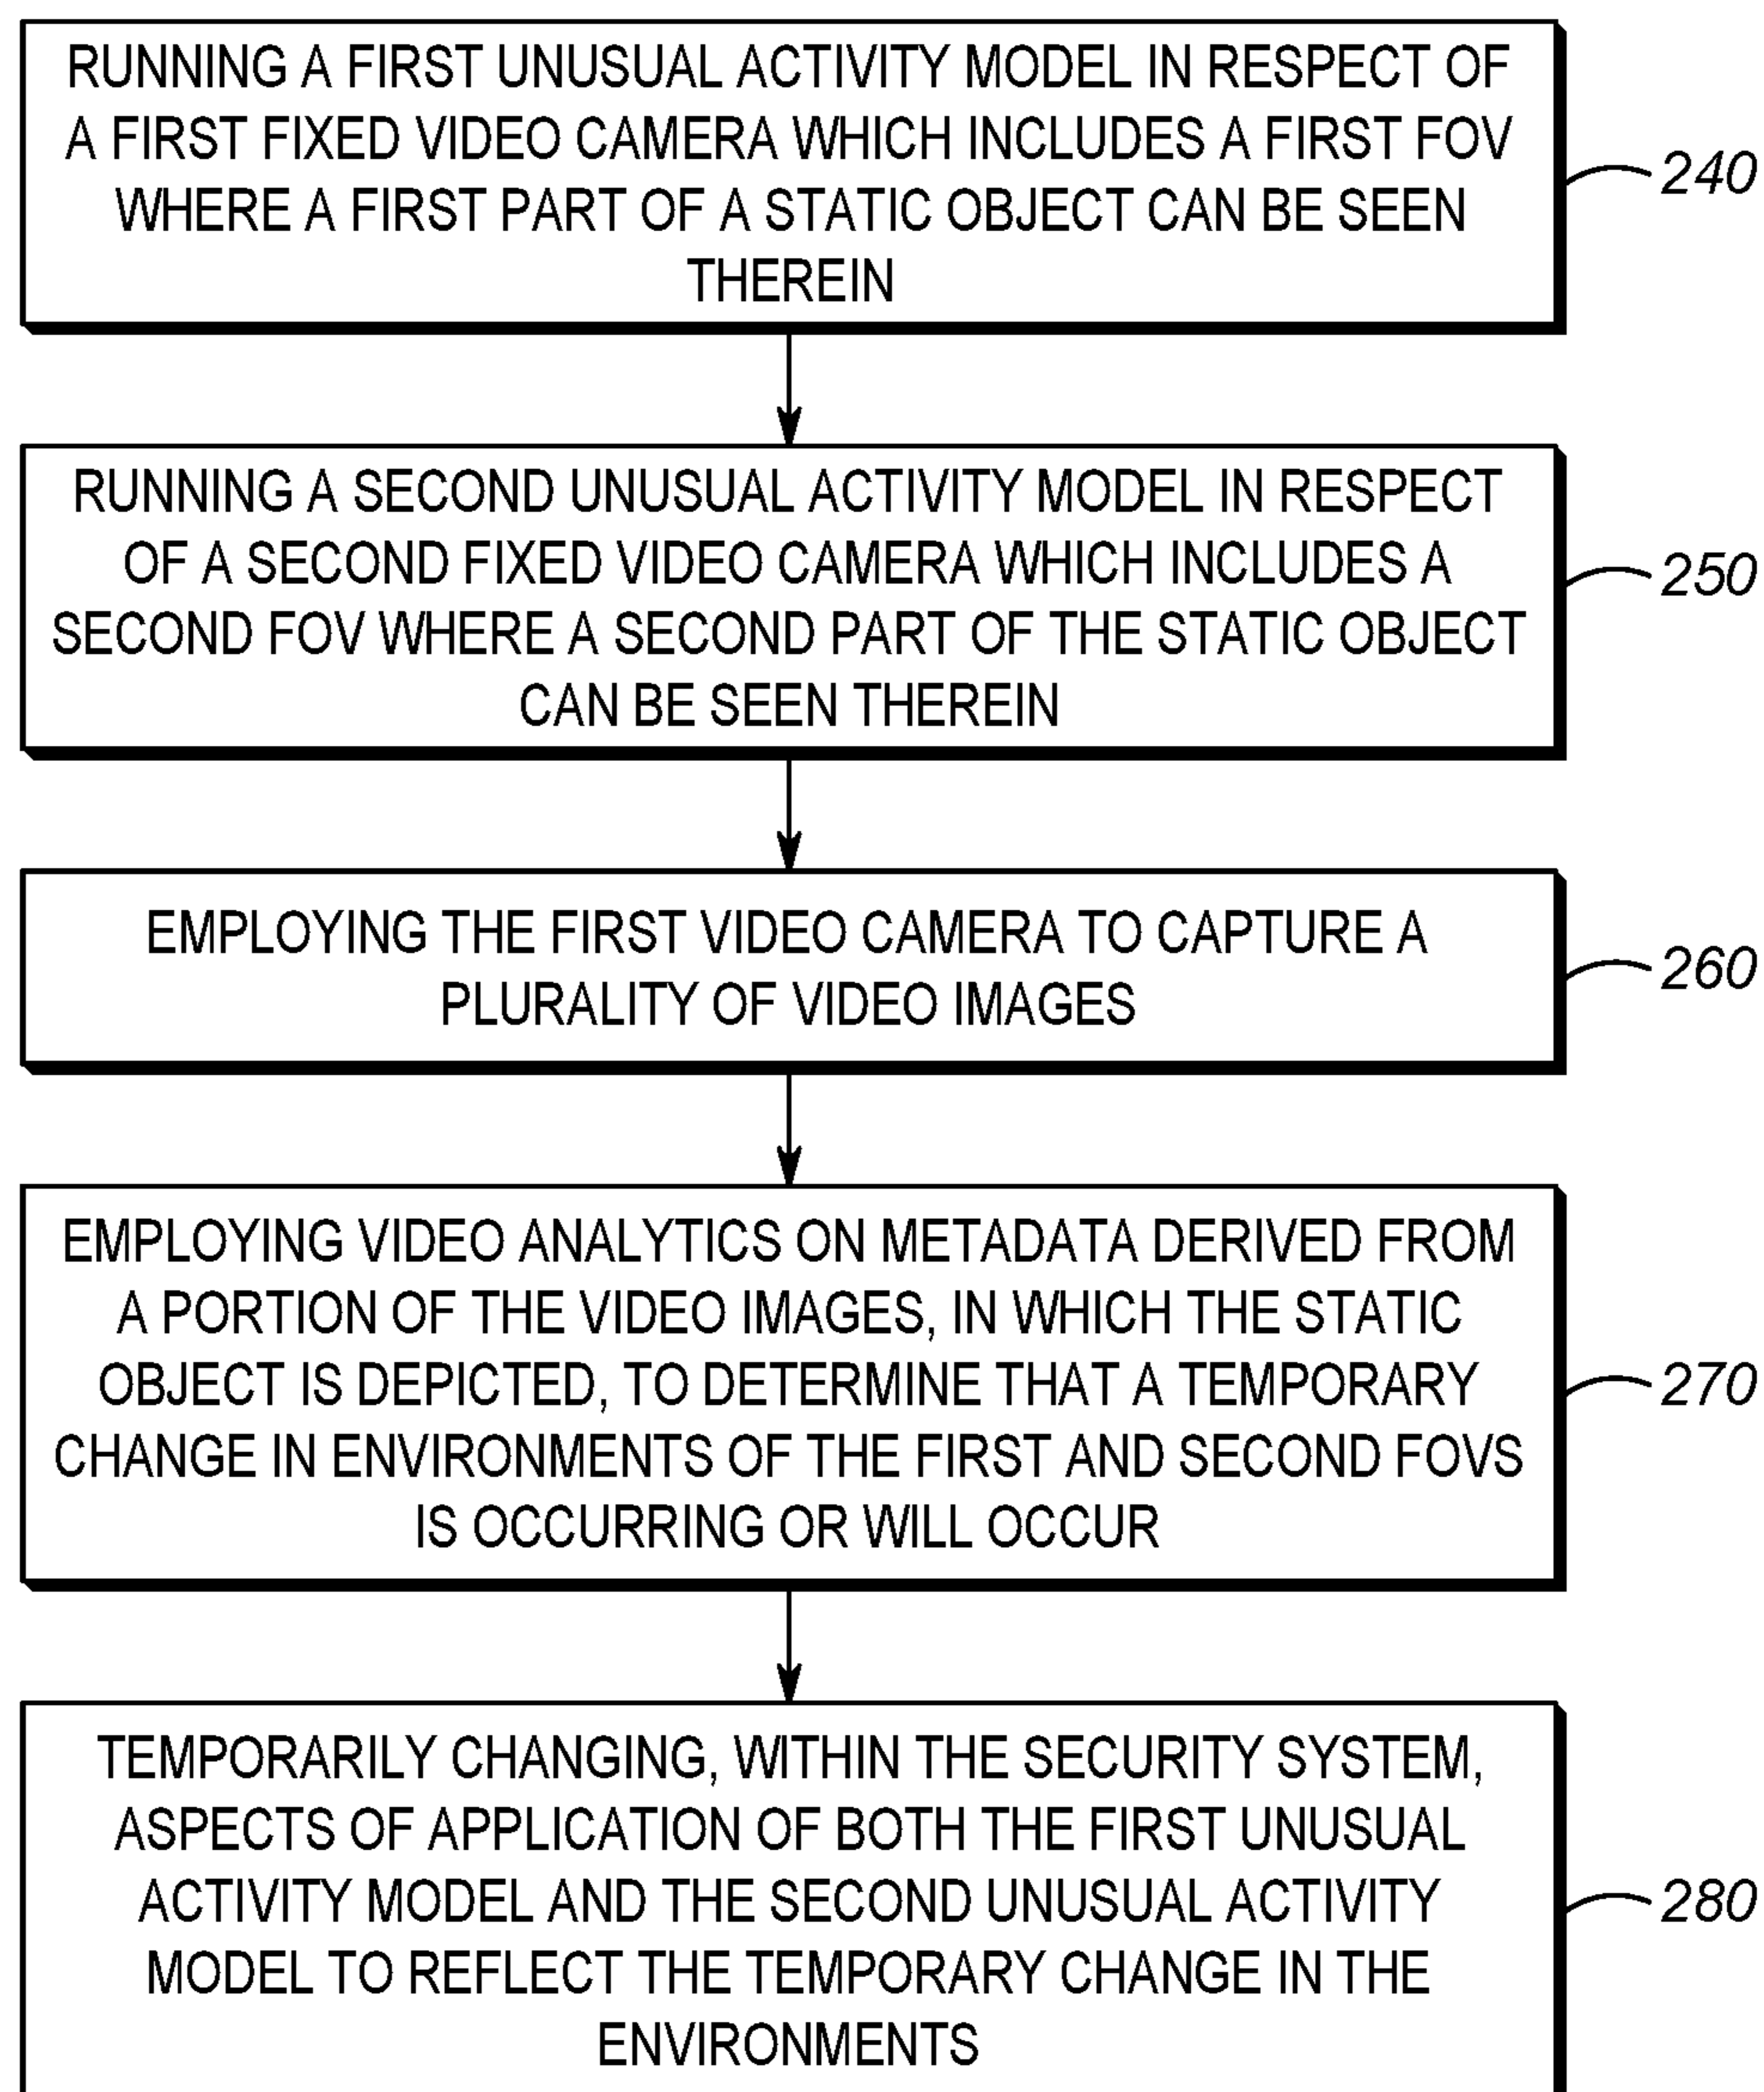 RUNNING A FIRST UNUSUAL ACTIVITY MODEL IN RESPECT OF
A FIRST FIXED VIDEO CAMERA WHICH INCLUDES A FIRST FOV
WHERE A FIRST PART OF A STATIC OBJECT CAN BE SEEN
THEREIN
240
RUNNING A SECOND UNUSUAL ACTIVITY MODEL IN RESPECT
OF A SECOND FIXED VIDEO CAMERA WHICH INCLUDES A
SECOND FOV WHERE A SECOND PART OF THE STATIC OBJECT
CAN BE SEEN THEREIN
250
EMPLOYING THE FIRST VIDEO CAMERA TO CAPTURE A
PLURALITY OF VIDEO IMAGES
260
EMPLOYING VIDEO ANALYTICS ON METADATA DERIVED FROM
A PORTION OF THE VIDEO IMAGES, IN WHICH THE STATIC
OBJECT IS DEPICTED, TO DETERMINE THAT A TEMPORARY
CHANGE IN ENVIRONMENTS OF THE FIRST AND SECOND FOVS
IS OCCURRING OR WILL OCCUR
270
TEMPORARILY CHANGING, WITHIN THE SECURITY SYSTEM,
ASPECTS OF APPLICATION OF BOTH THE FIRST UNUSUAL
ACTIVITY MODEL AND THE SECOND UNUSUAL ACTIVITY
MODEL TO REFLECT THE TEMPORARY CHANGE IN THE
ENVIRONMENTS
280